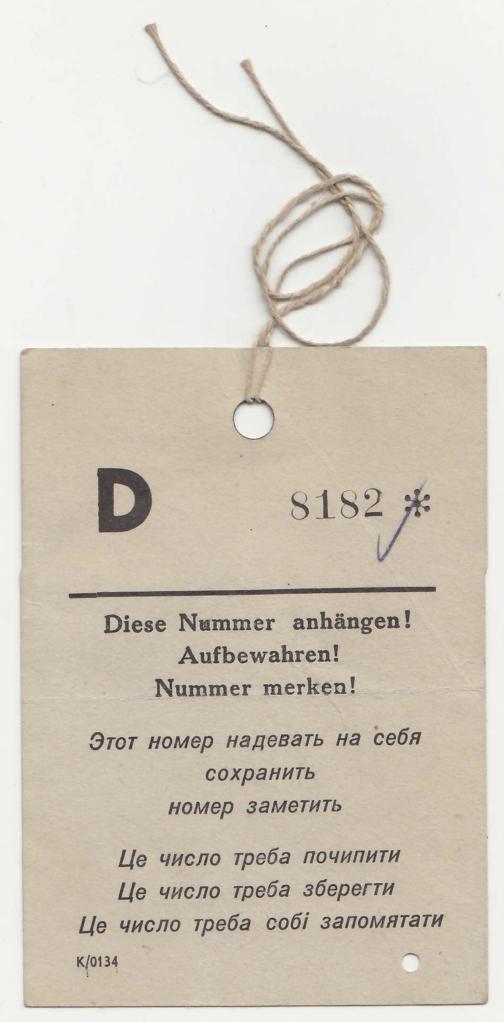 D 8182 *
Diese Nummer anhängen!
Aufbewahren!
Nummer merken!
Этот номер надевать на себя
сохранить
номер заметить
Це число треба почипити
Це число треба зберегти
Це число треба собі запомятати
K/0134